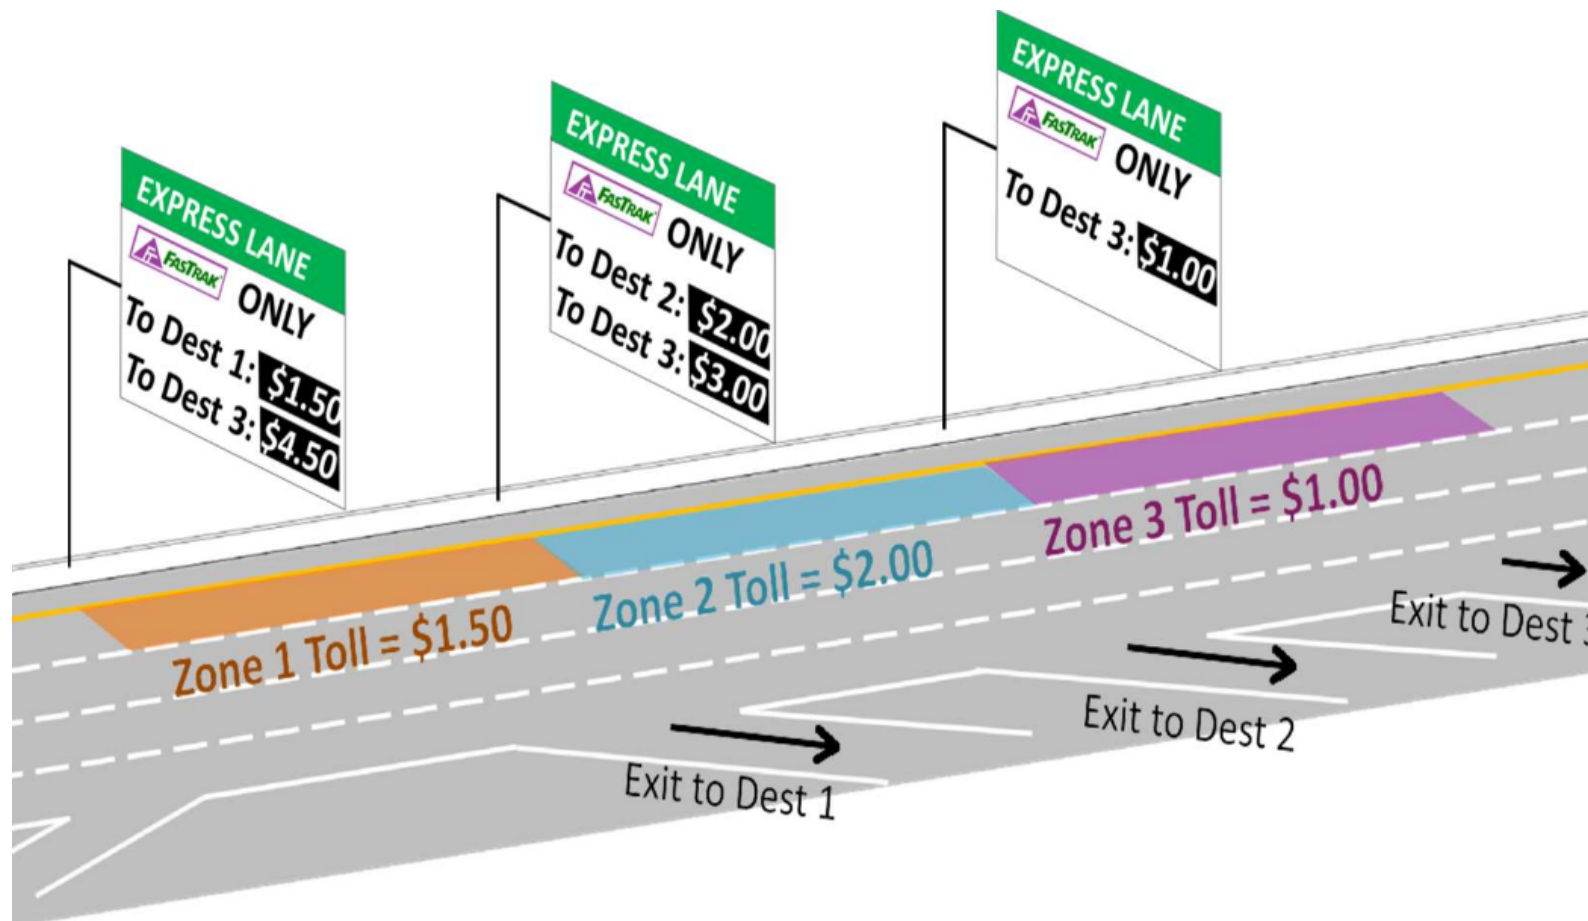 EXPRESS LANE
FASTRAK
ONLY
To Dest 1: $1.50
To Dest 3: $4.50
EXPRESS LANE
FASTRAK
ONLY
To Dest 2: $2.00
To Dest 3: $3.00
EXPRESS LANE
FASTRAK
ONLY
To Dest 3: $1.00
Zone 1 Toll = $1.50
Zone 2 Toll = $2.00
Zone 3 Toll = $1.00
Exit to Dest 1
Exit to Dest 2
Exit to Dest 3